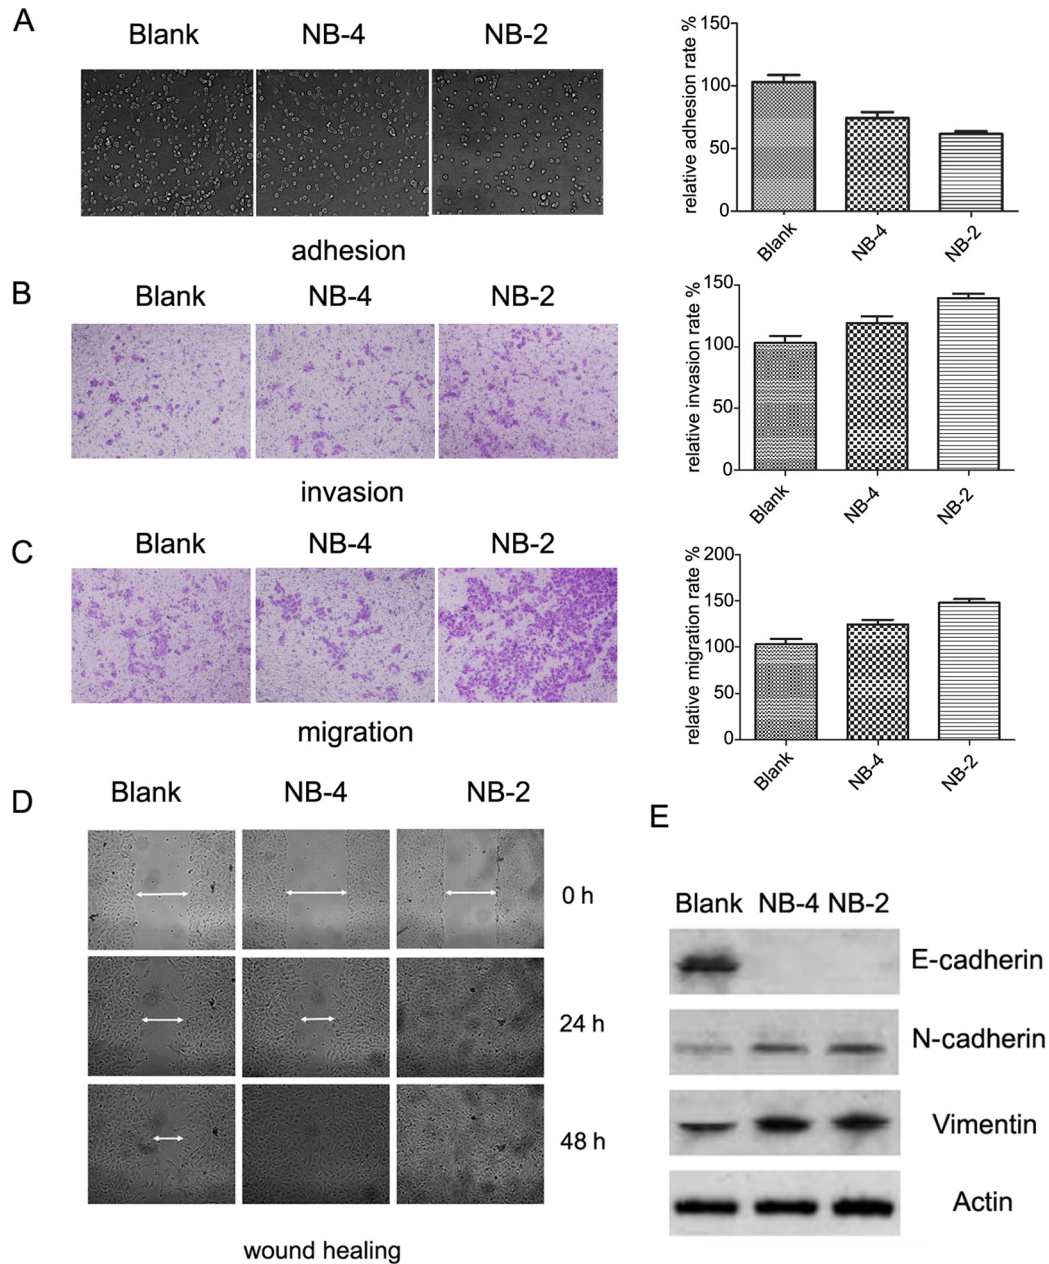 A
Blank NB-4 NB-2
adhesion
relative adhesion rate %
150
100
50
0
Blank NB-4 NB-2
B
Blank NB-4 NB-2
invasion
relative invasion rate %
150
100
50
0
Blank NB-4 NB-2
C
Blank NB-4 NB-2
migration
relative migration rate %
200
150
100
50
0
Blank NB-4 NB-2
D
Blank NB-4 NB-2
0 h
24 h
48 h
wound healing
E
Blank NB-4 NB-2
E-cadherin
N-cadherin
Vimentin
Actin